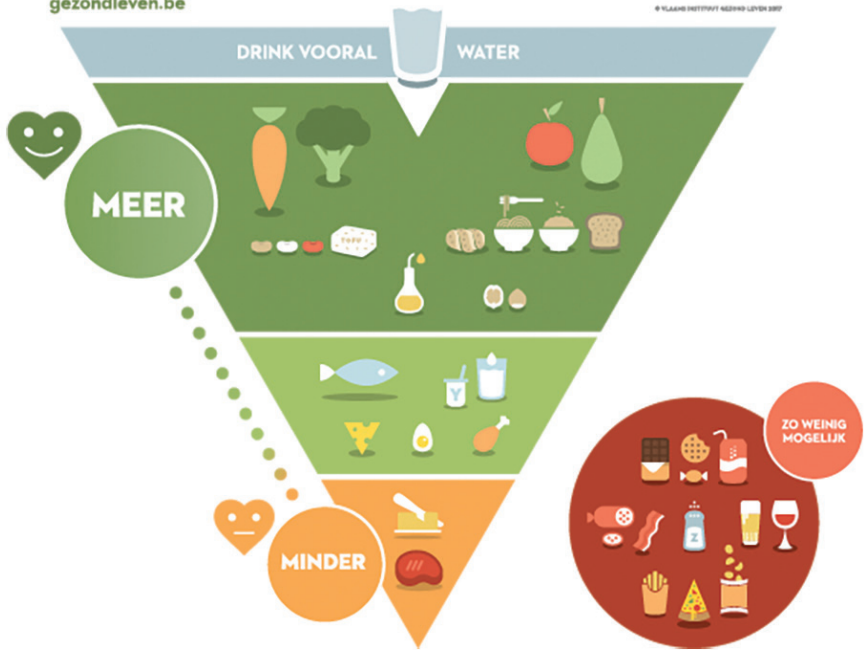 gezondleven.be
© VLAAMS INSTITUUT GEZOND LEVEN 2017
DRINK VOORAL WATER
MEER
TOFU
Y
MINDER
ZO WEINIG
MOGELIJK
Z